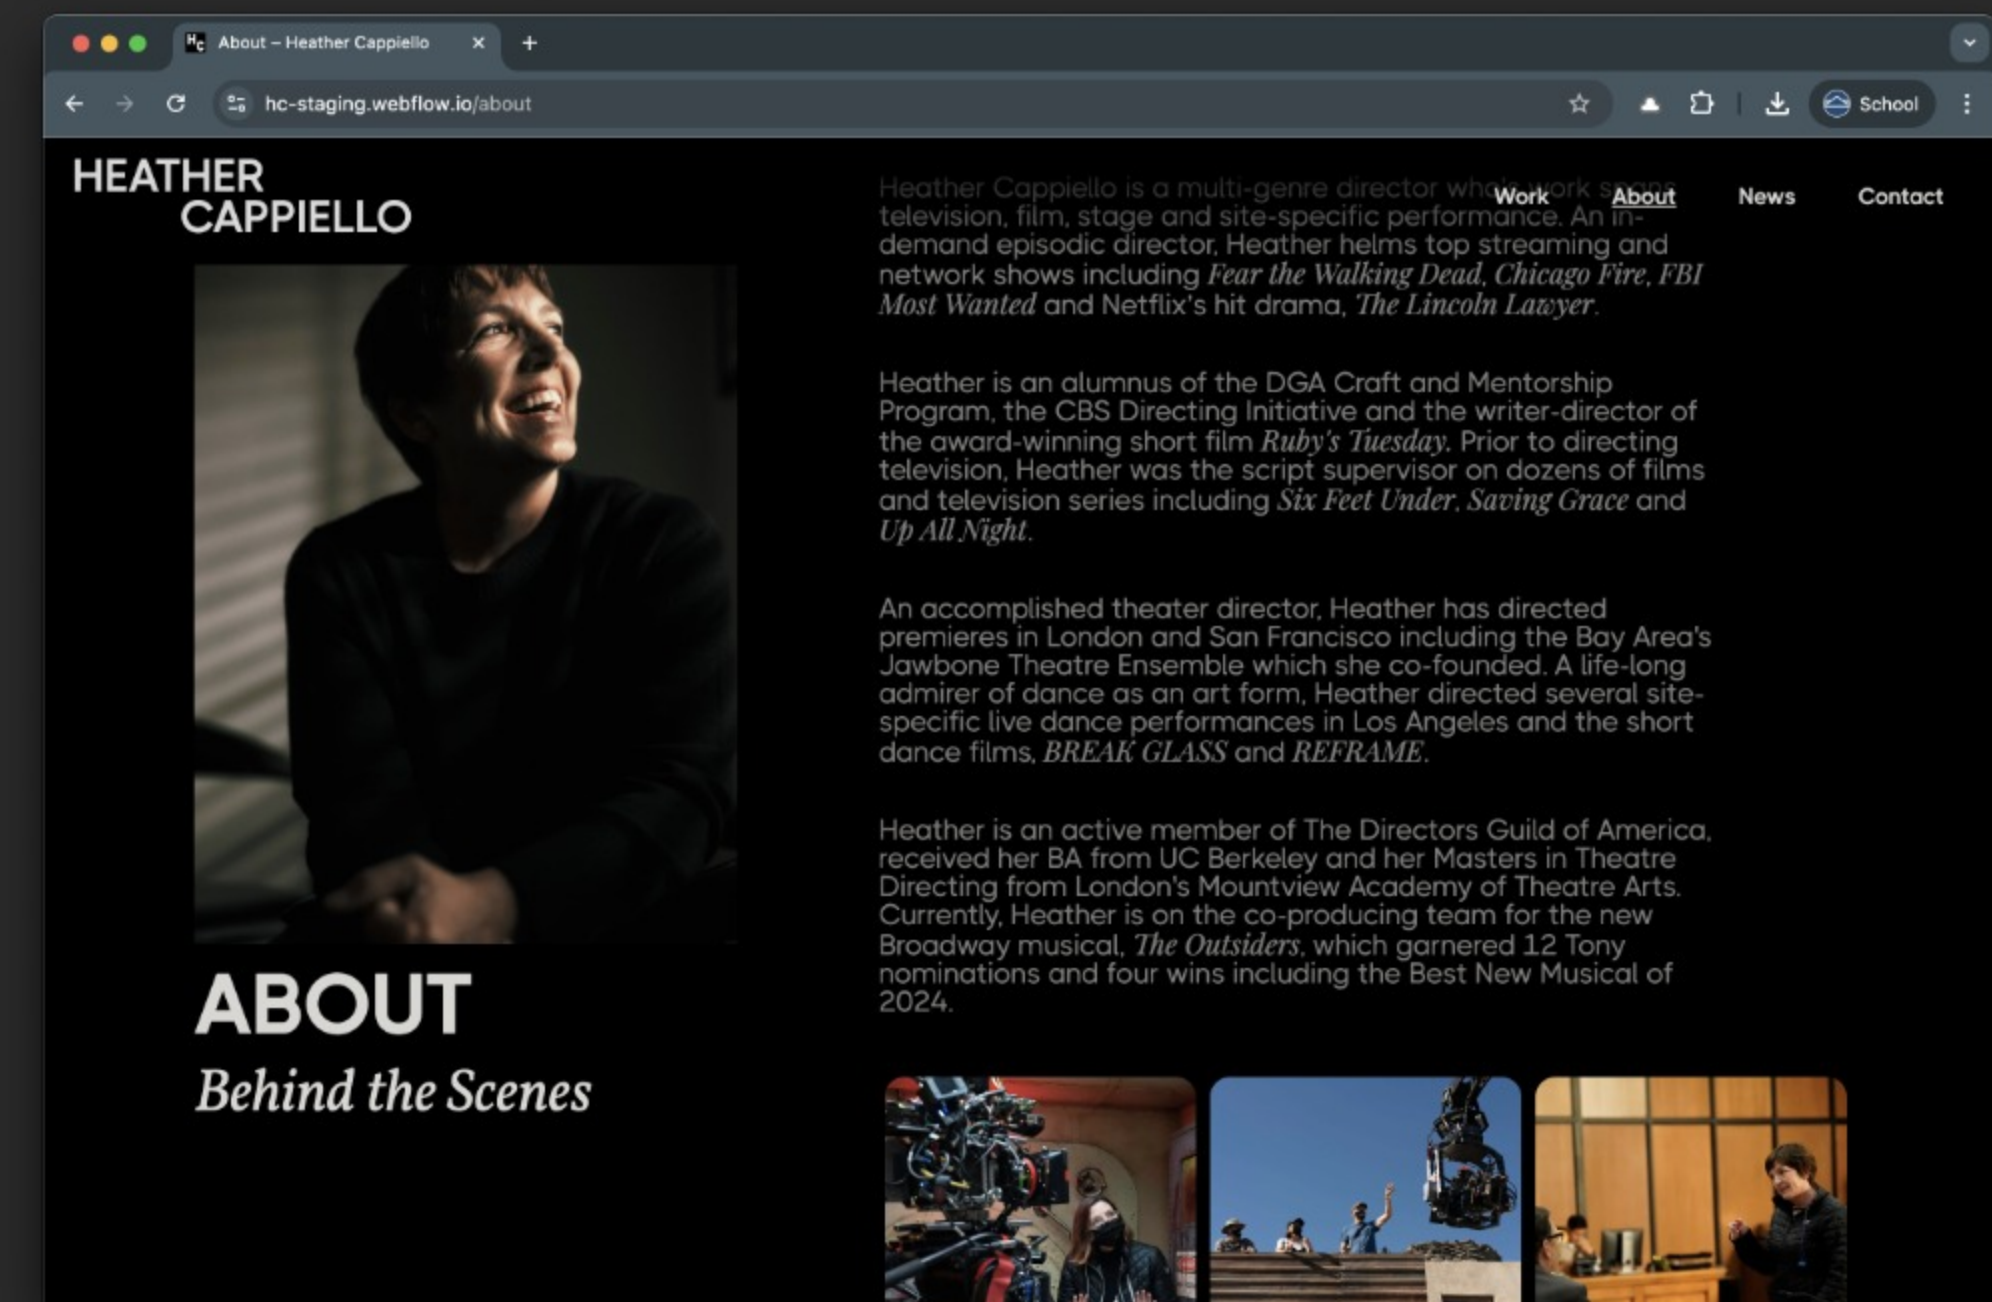 About – Heather Cappiello
hc-staging.webflow.io/about
School
HEATHER
CAPPIELLO
Work
About
News
Contact
Heather Cappiello is a multi-genre director who's work spans
television, film, stage and site-specific performance. An in-
demand episodic director, Heather helms top streaming and
network shows including Fear the Walking Dead, Chicago Fire, FBI
Most Wanted and Netflix's hit drama, The Lincoln Lawyer.
Heather is an alumnus of the DGA Craft and Mentorship
Program, the CBS Directing Initiative and the writer-director of
the award-winning short film Ruby's Tuesday. Prior to directing
television, Heather was the script supervisor on dozens of films
and television series including Six Feet Under, Saving Grace and
Up All Night.
An accomplished theater director, Heather has directed
premieres in London and San Francisco including the Bay Area's
Jawbone Theatre Ensemble which she co-founded. A life-long
admirer of dance as an art form, Heather directed several site-
specific live dance performances in Los Angeles and the short
dance films, BREAK GLASS and REFRAME.
Heather is an active member of The Directors Guild of America,
received her BA from UC Berkeley and her Masters in Theatre
Directing from London's Mountview Academy of Theatre Arts.
Currently, Heather is on the co-producing team for the new
Broadway musical, The Outsiders, which garnered 12 Tony
nominations and four wins including the Best New Musical of
2024.
ABOUT
Behind the Scenes